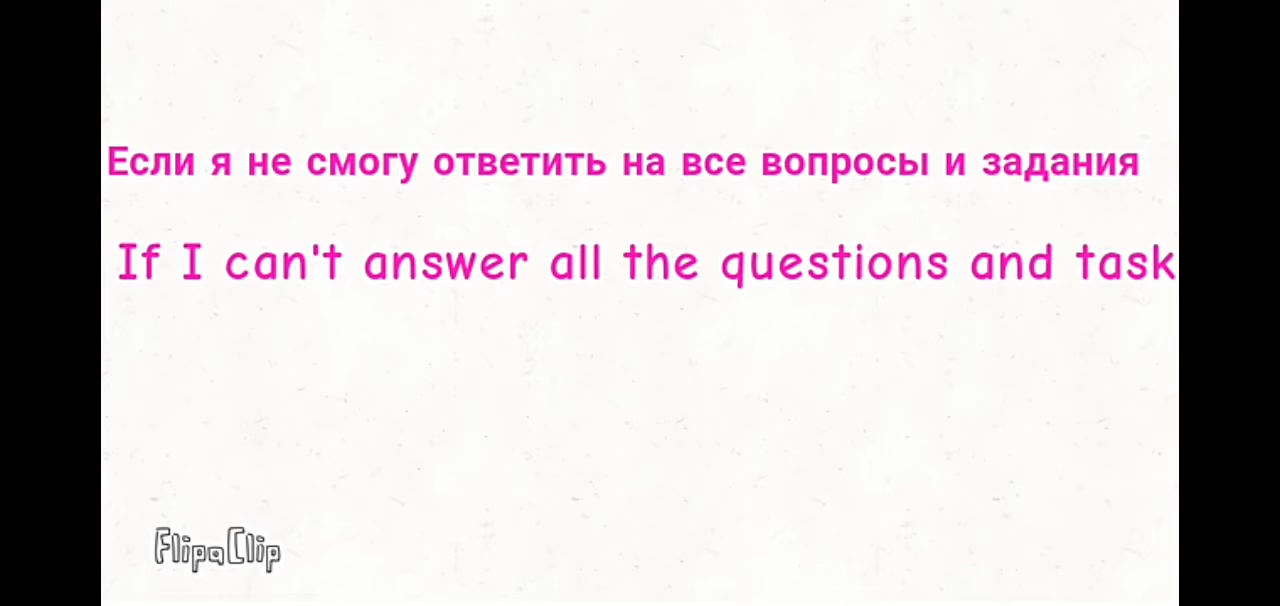 Если я не смогу ответить на все вопросы и задания
If I can't answer all the questions and task
FlipaClip